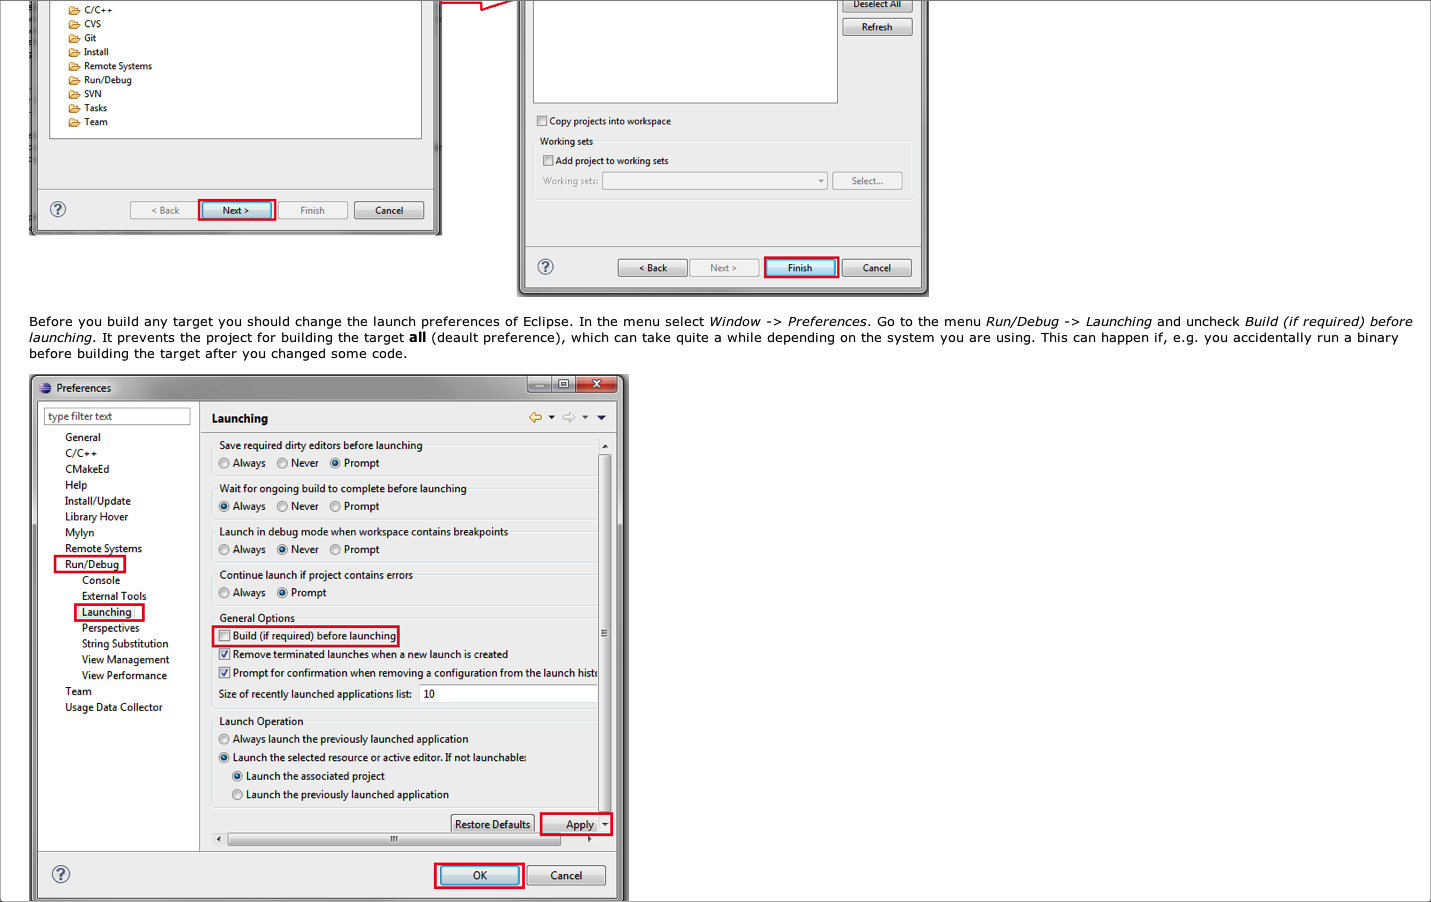 C/C++
CVS
Git
Install
Remote Systems
Run/Debug
SVN
Tasks
Team
< Back
Next >
Finish
Cancel
Deselect All
Refresh
Copy projects into workspace
Working sets
Add project to working sets
Working sets:
Select...
< Back
Next >
Finish
Cancel
Before you build any target you should change the launch preferences of Eclipse. In the menu select Window -> Preferences. Go to the menu Run/Debug -> Launching and uncheck Build (if required) before
launching. It prevents the project for building the target all (deault preference), which can take quite a while depending on the system you are using. This can happen if, e.g. you accidentally run a binary
before building the target after you changed some code.
Preferences
type filter text
General
C/C++
CMakeEd
Help
Install/Update
Library Hover
Mylyn
Remote Systems
Run/Debug
Console
External Tools
Launching
Perspectives
String Substitution
View Management
View Performance
Team
Usage Data Collector
Launching
Save required dirty editors before launching
Always Never Prompt
Wait for ongoing build to complete before launching
Always Never Prompt
Launch in debug mode when workspace contains breakpoints
Always Never Prompt
Continue launch if project contains errors
Always Prompt
General Options
Build (if required) before launching
Remove terminated launches when a new launch is created
Prompt for confirmation when removing a configuration from the launch histo
Size of recently launched applications list: 10
Launch Operation
Always launch the previously launched application
Launch the selected resource or active editor. If not launchable:
Launch the associated project
Launch the previously launched application
Restore Defaults
Apply
OK
Cancel